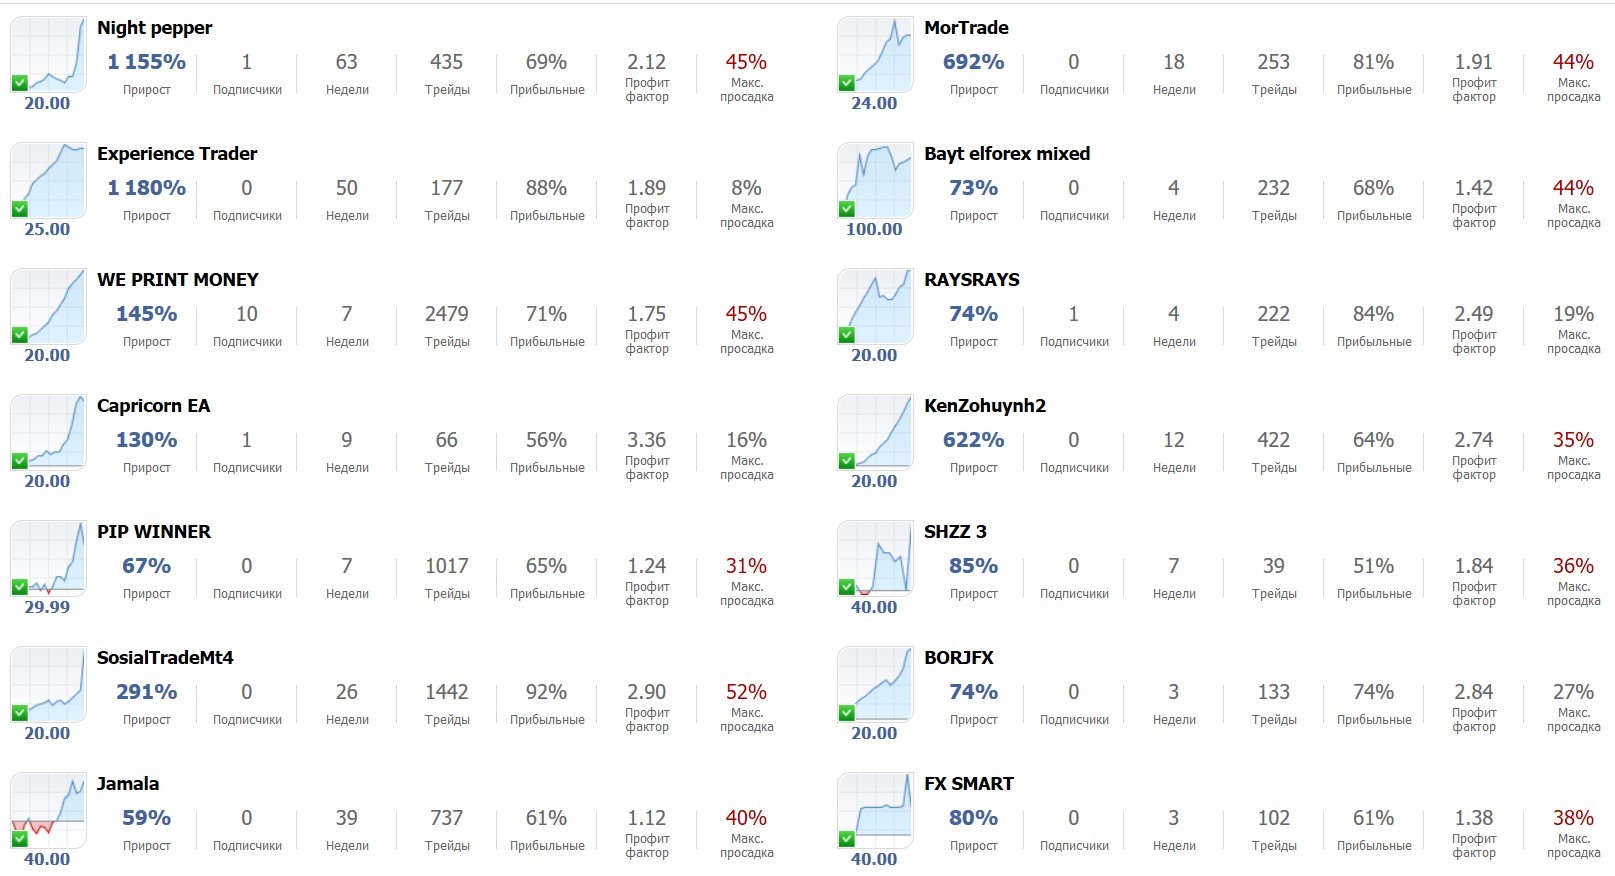 Night pepper
1 155% 1 63 435 69% 2.12 45%
Прирост Подписчики Недели Трейды Прибыльные Профит фактор Макс. просадка
20.00
MorTrade
692% 0 18 253 81% 1.91 44%
Прирост Подписчики Недели Трейды Прибыльные Профит фактор Макс. просадка
24.00
Experience Trader
1 180% 0 50 177 88% 1.89 8%
Прирост Подписчики Недели Трейды Прибыльные Профит фактор Макс. просадка
25.00
Bayt elforex mixed
73% 0 4 232 68% 1.42 44%
Прирост Подписчики Недели Трейды Прибыльные Профит фактор Макс. просадка
100.00
WE PRINT MONEY
145% 10 7 2479 71% 1.75 45%
Прирост Подписчики Недели Трейды Прибыльные Профит фактор Макс. просадка
20.00
RAYSRAYS
74% 1 4 222 84% 2.49 19%
Прирост Подписчики Недели Трейды Прибыльные Профит фактор Макс. просадка
20.00
Capricorn EA
130% 1 9 66 56% 3.36 16%
Прирост Подписчики Недели Трейды Прибыльные Профит фактор Макс. просадка
20.00
KenZohuynh2
622% 0 12 422 64% 2.74 35%
Прирост Подписчики Недели Трейды Прибыльные Профит фактор Макс. просадка
20.00
PIP WINNER
67% 0 7 1017 65% 1.24 31%
Прирост Подписчики Недели Трейды Прибыльные Профит фактор Макс. просадка
29.99
SHZZ 3
85% 0 7 39 51% 1.84 36%
Прирост Подписчики Недели Трейды Прибыльные Профит фактор Макс. просадка
40.00
SosialTradeMt4
291% 0 26 1442 92% 2.90 52%
Прирост Подписчики Недели Трейды Прибыльные Профит фактор Макс. просадка
20.00
BORJFX
74% 0 3 133 74% 2.84 27%
Прирост Подписчики Недели Трейды Прибыльные Профит фактор Макс. просадка
20.00
Jamala
59% 0 39 737 61% 1.12 40%
Прирост Подписчики Недели Трейды Прибыльные Профит фактор Макс. просадка
40.00
FX SMART
80% 0 3 102 61% 1.38 38%
Прирост Подписчики Недели Трейды Прибыльные Профит фактор Макс. просадка
40.00